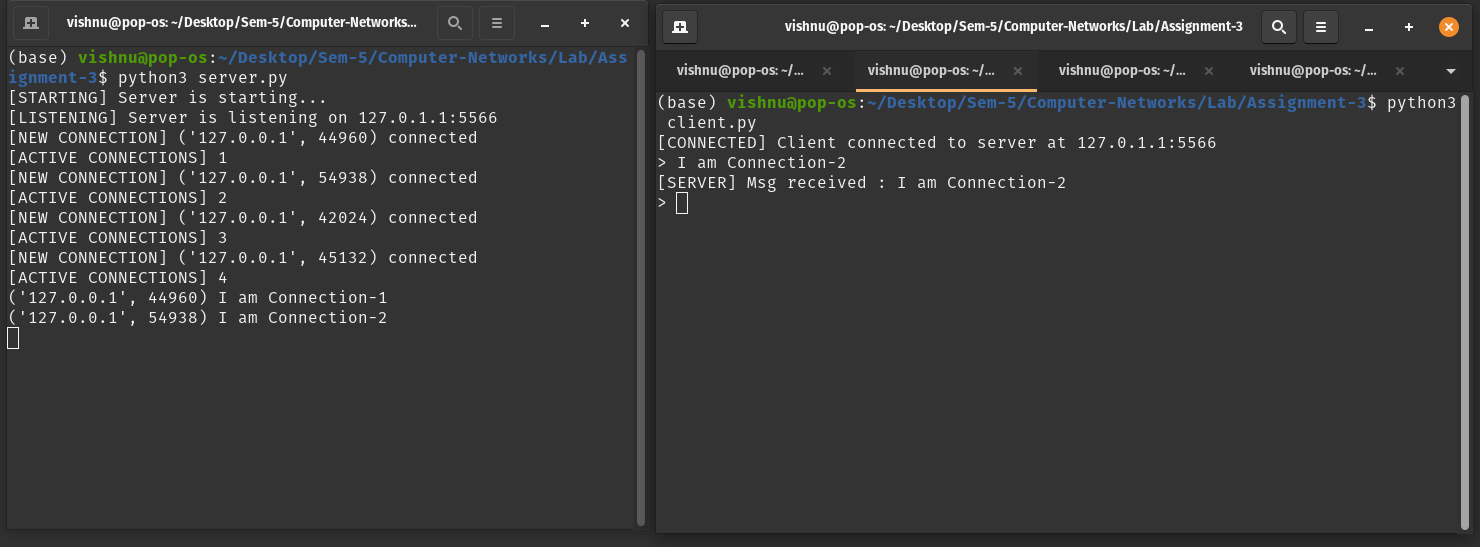 vishnu@pop-os: ~/Desktop/Sem-5/Computer-Networks...
(base) vishnu@pop-os:~/Desktop/Sem-5/Computer-Networks/Lab/Ass
ignment-3$ python3 server.py
[STARTING] Server is starting...
[LISTENING] Server is listening on 127.0.1.1:5566
[NEW CONNECTION] ('127.0.0.1', 44960) connected
[ACTIVE CONNECTIONS] 1
[NEW CONNECTION] ('127.0.0.1', 54938) connected
[ACTIVE CONNECTIONS] 2
[NEW CONNECTION] ('127.0.0.1', 42024) connected
[ACTIVE CONNECTIONS] 3
[NEW CONNECTION] ('127.0.0.1', 45132) connected
[ACTIVE CONNECTIONS] 4
('127.0.0.1', 44960) I am Connection-1
('127.0.0.1', 54938) I am Connection-2
vishnu@pop-os: ~/Desktop/Sem-5/Computer-Networks/Lab/Assignment-3
vishnu@pop-os: ~/... vishnu@pop-os: ~/... vishnu@pop-os: ~/... vishnu@pop-os: ~/...
(base) vishnu@pop-os:~/Desktop/Sem-5/Computer-Networks/Lab/Assignment-3$ python3
client.py
[CONNECTED] Client connected to server at 127.0.1.1:5566
> I am Connection-2
[SERVER] Msg received : I am Connection-2
>